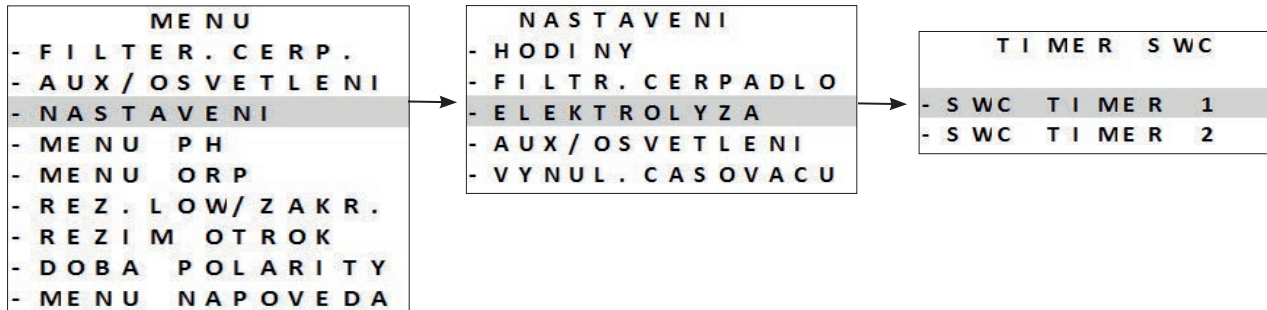 MENU
- FILTER. CERP.
- AUX/OSVETLENI
- NASTAVENI
- MENU PH
- MENU ORP
- REZ. LOW/ZAKR.
- REZIM OTROK
- DOBA POLARITY
- MENU NAPOVEDA
NASTAVENI
- HODINY
- FILTR. CERPADLO
- ELEKTROLYZA
- AUX/OSVETLENI
- VYNUL. CASOVACU
TIMER SWC
- SWC TIMER 1
- SWC TIMER 2